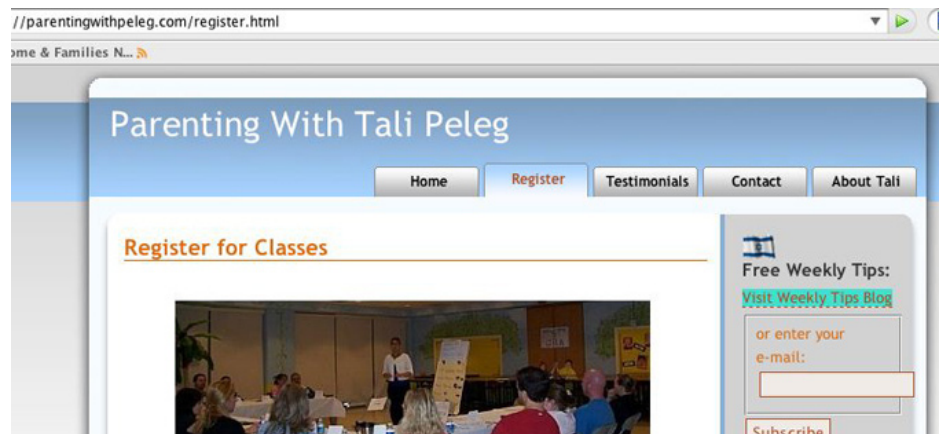 //parentingwithpeleg.com/register.html
ome & Families N...
Parenting With Tali Peleg
Home Register Testimonials Contact About Tali
Register for Classes
Free Weekly Tips:
Visit Weekly Tips Blog
or enter your
e-mail:
Subscribe